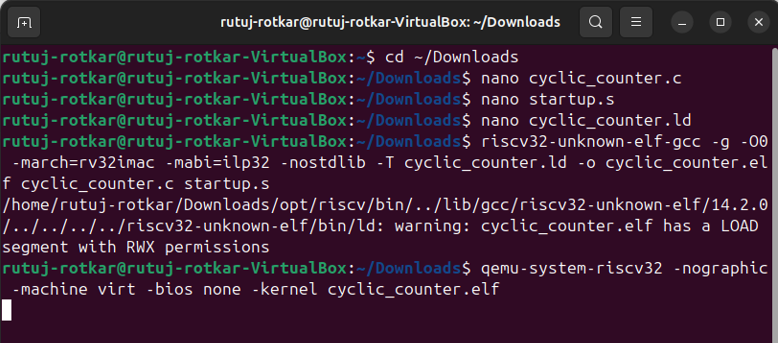 rutuj-rotkar@rutuj-rotkar-VirtualBox: ~/Downloads
rutuj-rotkar@rutuj-rotkar-VirtualBox:~$ cd ~/Downloads
rutuj-rotkar@rutuj-rotkar-VirtualBox:~/Downloads$ nano cyclic_counter.c
rutuj-rotkar@rutuj-rotkar-VirtualBox:~/Downloads$ nano startup.s
rutuj-rotkar@rutuj-rotkar-VirtualBox:~/Downloads$ nano cyclic_counter.ld
rutuj-rotkar@rutuj-rotkar-VirtualBox:~/Downloads$ riscv32-unknown-elf-gcc -g -O0
 -march=rv32imac -mabi=ilp32 -nostdlib -T cyclic_counter.ld -o cyclic_counter.el
f cyclic_counter.c startup.s
/home/rutuj-rotkar/Downloads/opt/riscv/bin/../lib/gcc/riscv32-unknown-elf/14.2.0
/../../../../riscv32-unknown-elf/bin/ld: warning: cyclic_counter.elf has a LOAD
segment with RWX permissions
rutuj-rotkar@rutuj-rotkar-VirtualBox:~/Downloads$ qemu-system-riscv32 -nographic
 -machine virt -bios none -kernel cyclic_counter.elf